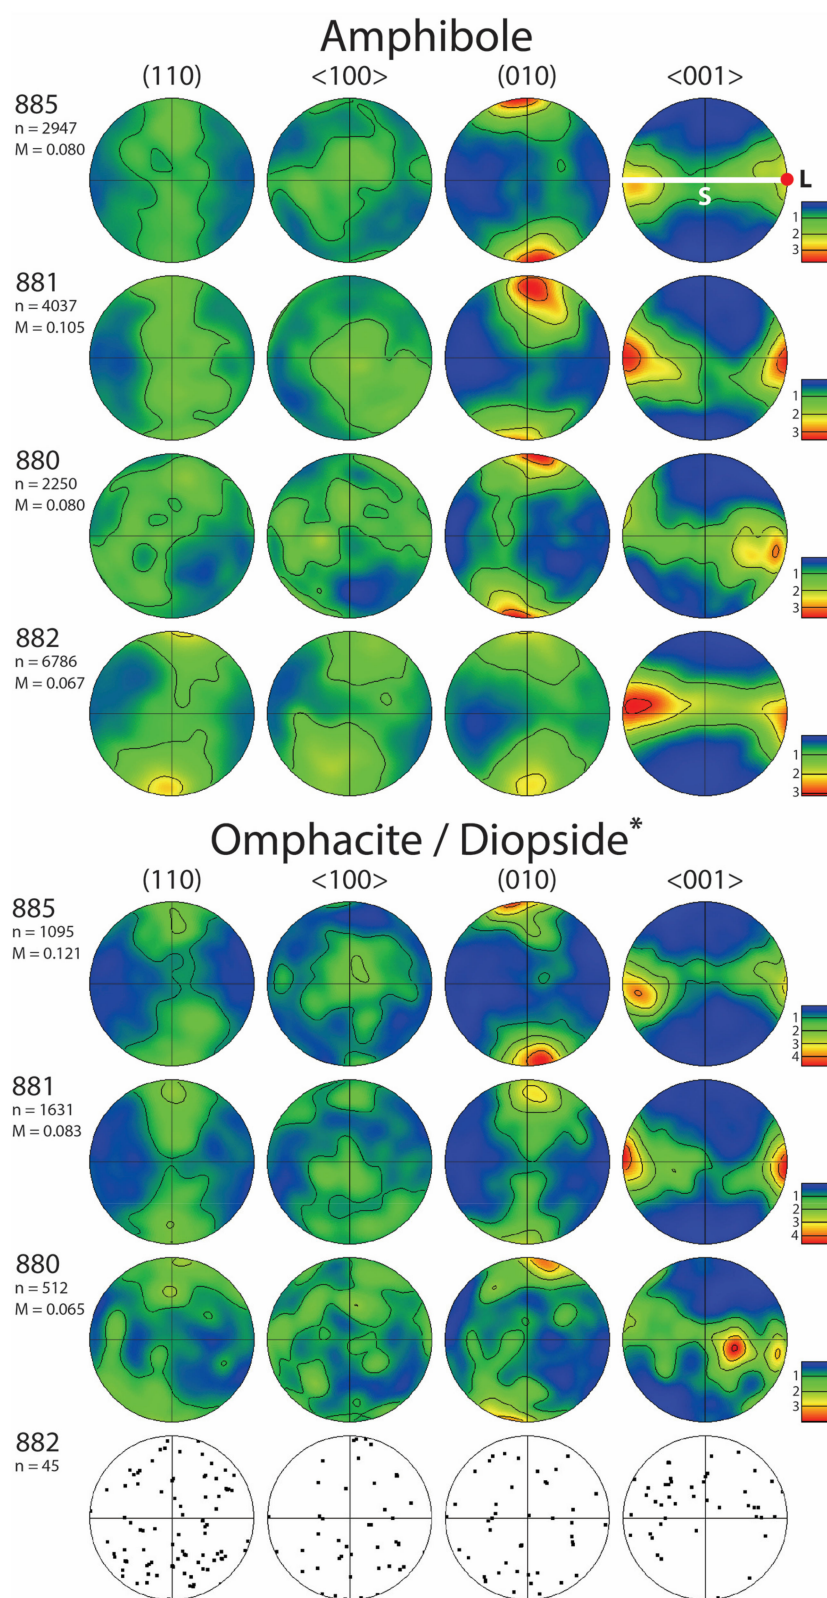 Amphibole
(110) <100> (010) <001>
885
n = 2947
M = 0.080
L
S
1
2
3
881
n = 4037
M = 0.105
1
2
3
880
n = 2250
M = 0.080
1
2
3
882
n = 6786
M = 0.067
1
2
3
Omphacite / Diopside*
(110) <100> (010) <001>
885
n = 1095
M = 0.121
1
2
3
4
881
n = 1631
M = 0.083
1
2
3
4
880
n = 512
M = 0.065
1
2
3
882
n = 45